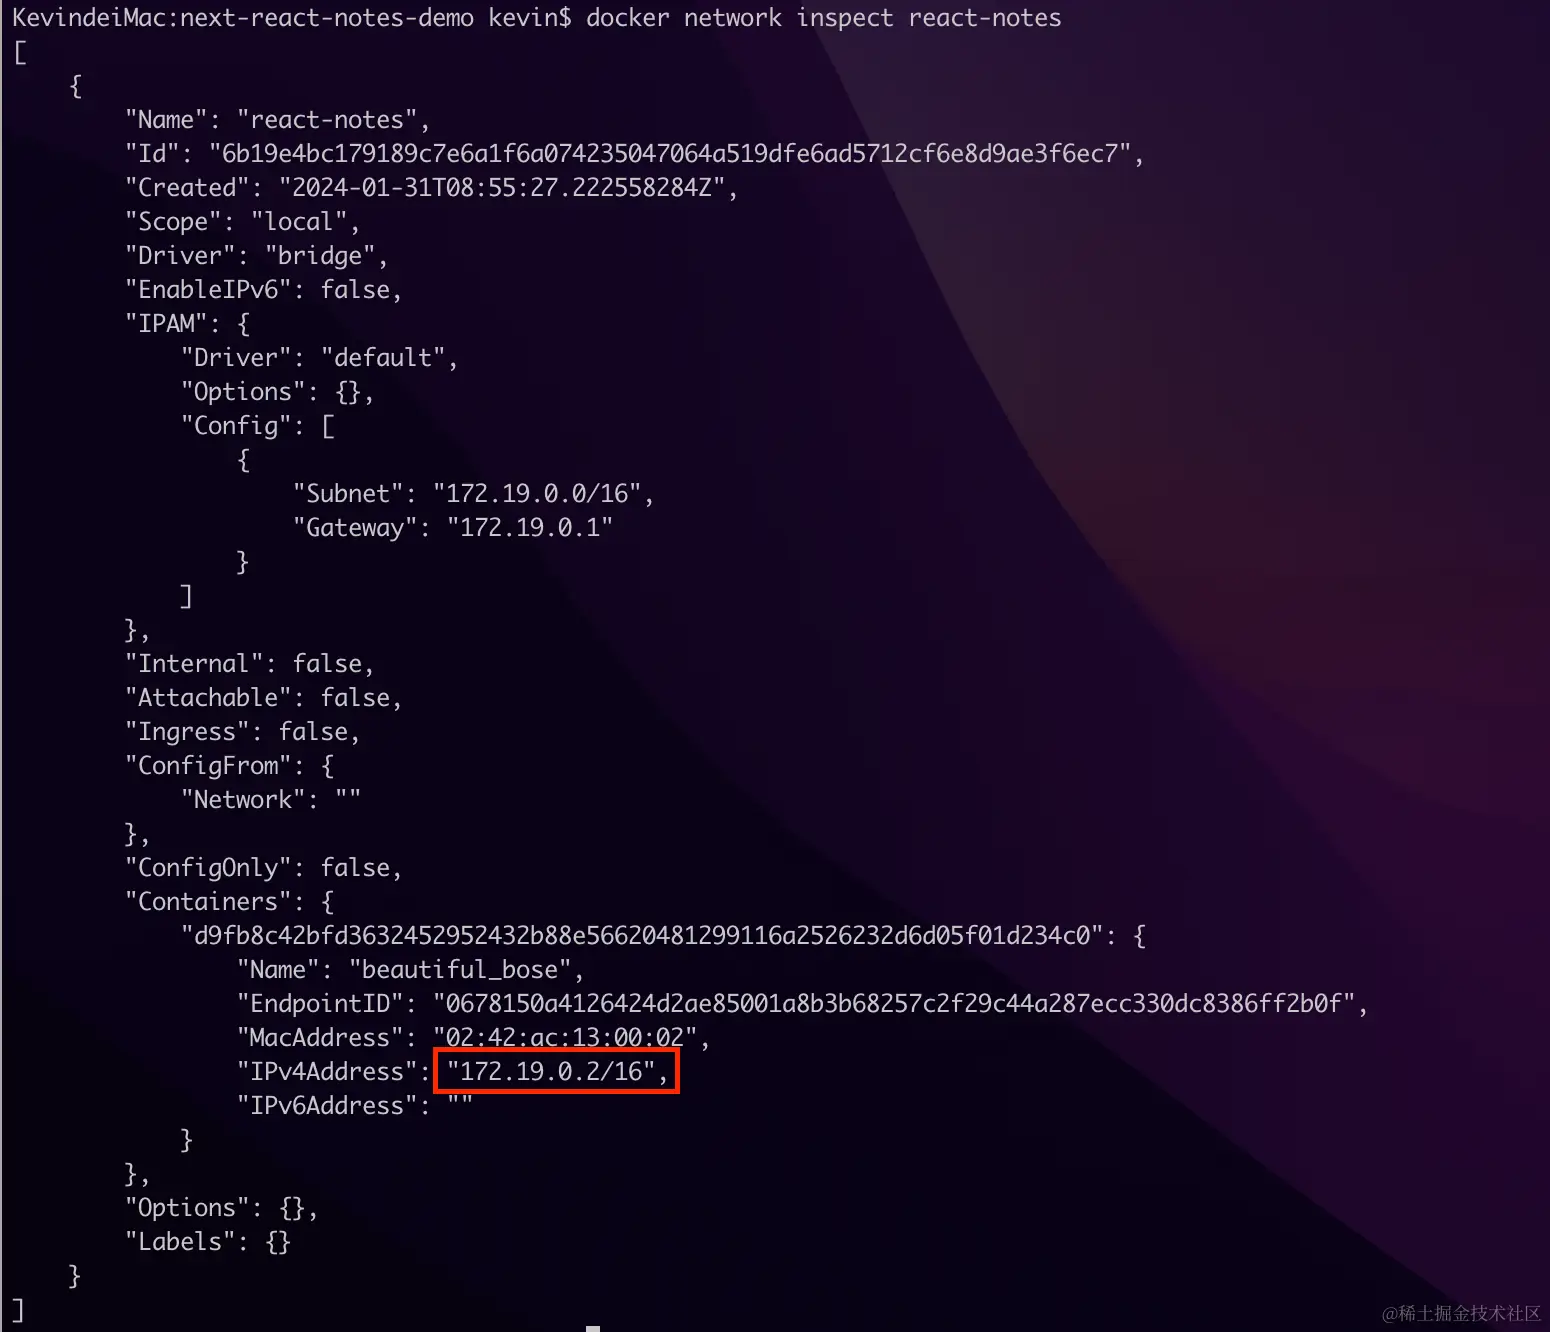 KevindeiMac:next-react-notes-demo kevin$ docker network inspect react-notes
[
    {
        "Name": "react-notes",
        "Id": "6b19e4bc179189c7e6a1f6a074235047064a519dfe6ad5712cf6e8d9ae3f6ec7",
        "Created": "2024-01-31T08:55:27.222558284Z",
        "Scope": "local",
        "Driver": "bridge",
        "EnableIPv6": false,
        "IPAM": {
            "Driver": "default",
            "Options": {},
            "Config": [
                {
                    "Subnet": "172.19.0.0/16",
                    "Gateway": "172.19.0.1"
                }
            ]
        },
        "Internal": false,
        "Attachable": false,
        "Ingress": false,
        "ConfigFrom": {
            "Network": ""
        },
        "ConfigOnly": false,
        "Containers": {
            "d9fb8c42bfd3632452952432b88e56620481299116a2526232d6d05f01d234c0": {
                "Name": "beautiful_bose",
                "EndpointID": "0678150a4126424d2ae85001a8b3b68257c2f29c44a287ecc330dc8386ff2b0f",
                "MacAddress": "02:42:ac:13:00:02",
                "IPv4Address": "172.19.0.2/16",
                "IPv6Address": ""
            }
        },
        "Options": {},
        "Labels": {}
    }
]
@稀土掘金技术社区